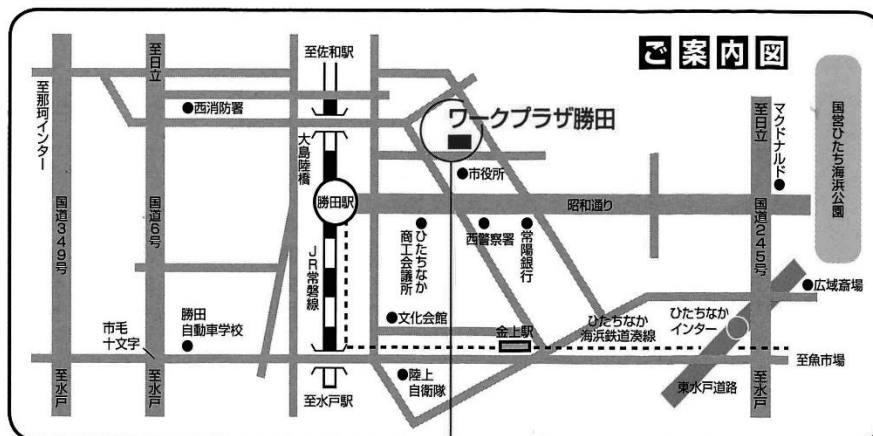 ご案内図
至佐和駅
至日立
至那珂インター
西消防署
大島陸橋
ワークプラザ勝田
市役所
至日立
マクドナルド
国営ひたち海浜公園
国道349号
国道6号
勝田駅
昭和通り
国道245号
JR常磐線
ひたちなか
商工会議所
西警察署
常陽銀行
広域斎場
勝田
自動車学校
市毛
十文字
文化会館
金上駅
ひたちなか
海浜鉄道湊線
ひたちなか
インター
至魚市場
陸上
自衛隊
東水戸道路
至水戸
至水戸
至水戸駅
至水戸